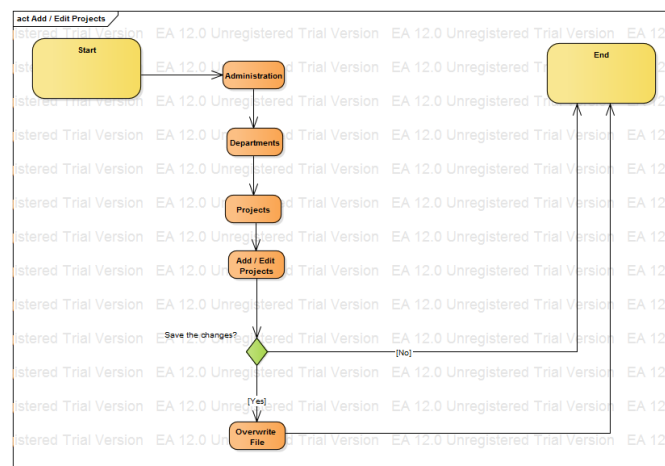 act Add / Edit Projects
Start
End
Administration
Departments
Projects
Add / Edit
Projects
Save the changes?
[No]
[Yes]
Overwrite
File
EA 12.0 Unregistered Trial Version